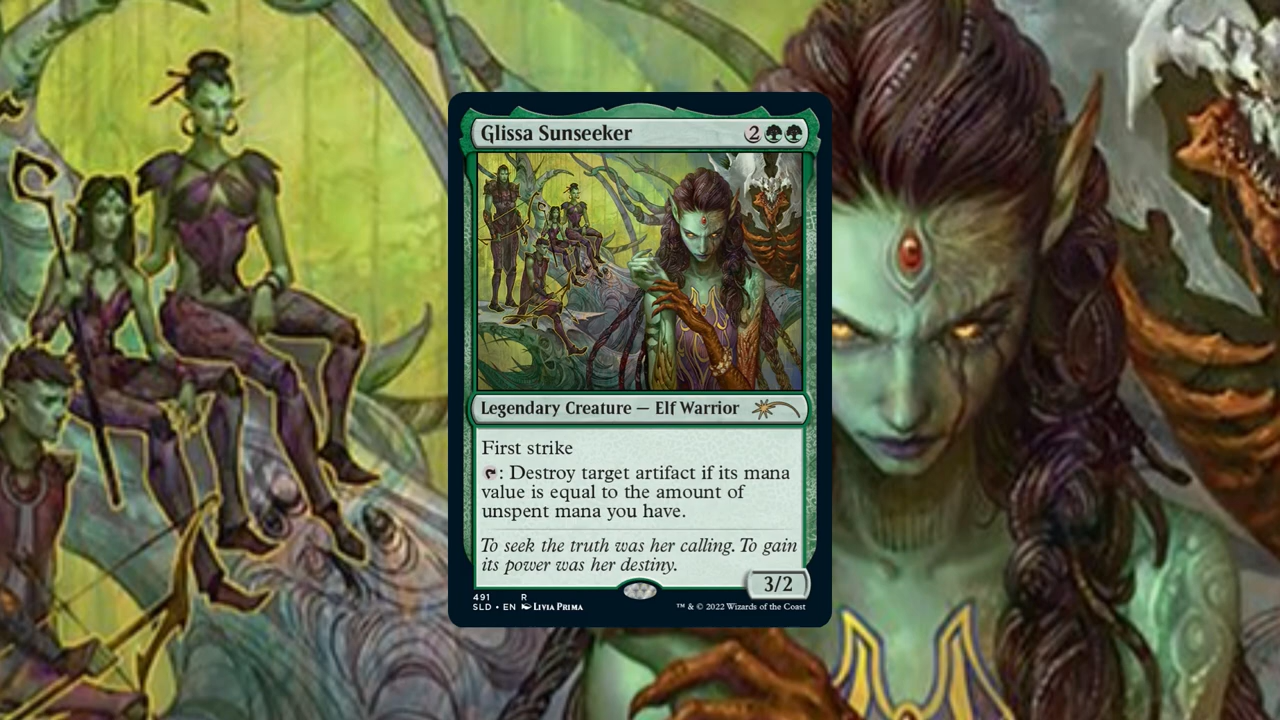 Glissa Sunseeker 2
Legendary Creature — Elf Warrior
First strike
: Destroy target artifact if its mana
value is equal to the amount of
unspent mana you have.
To seek the truth was her calling. To gain
its power was her destiny.
3/2
491 R
SLD • EN LIVIA PRIMA
™ & © 2022 Wizards of the Coast